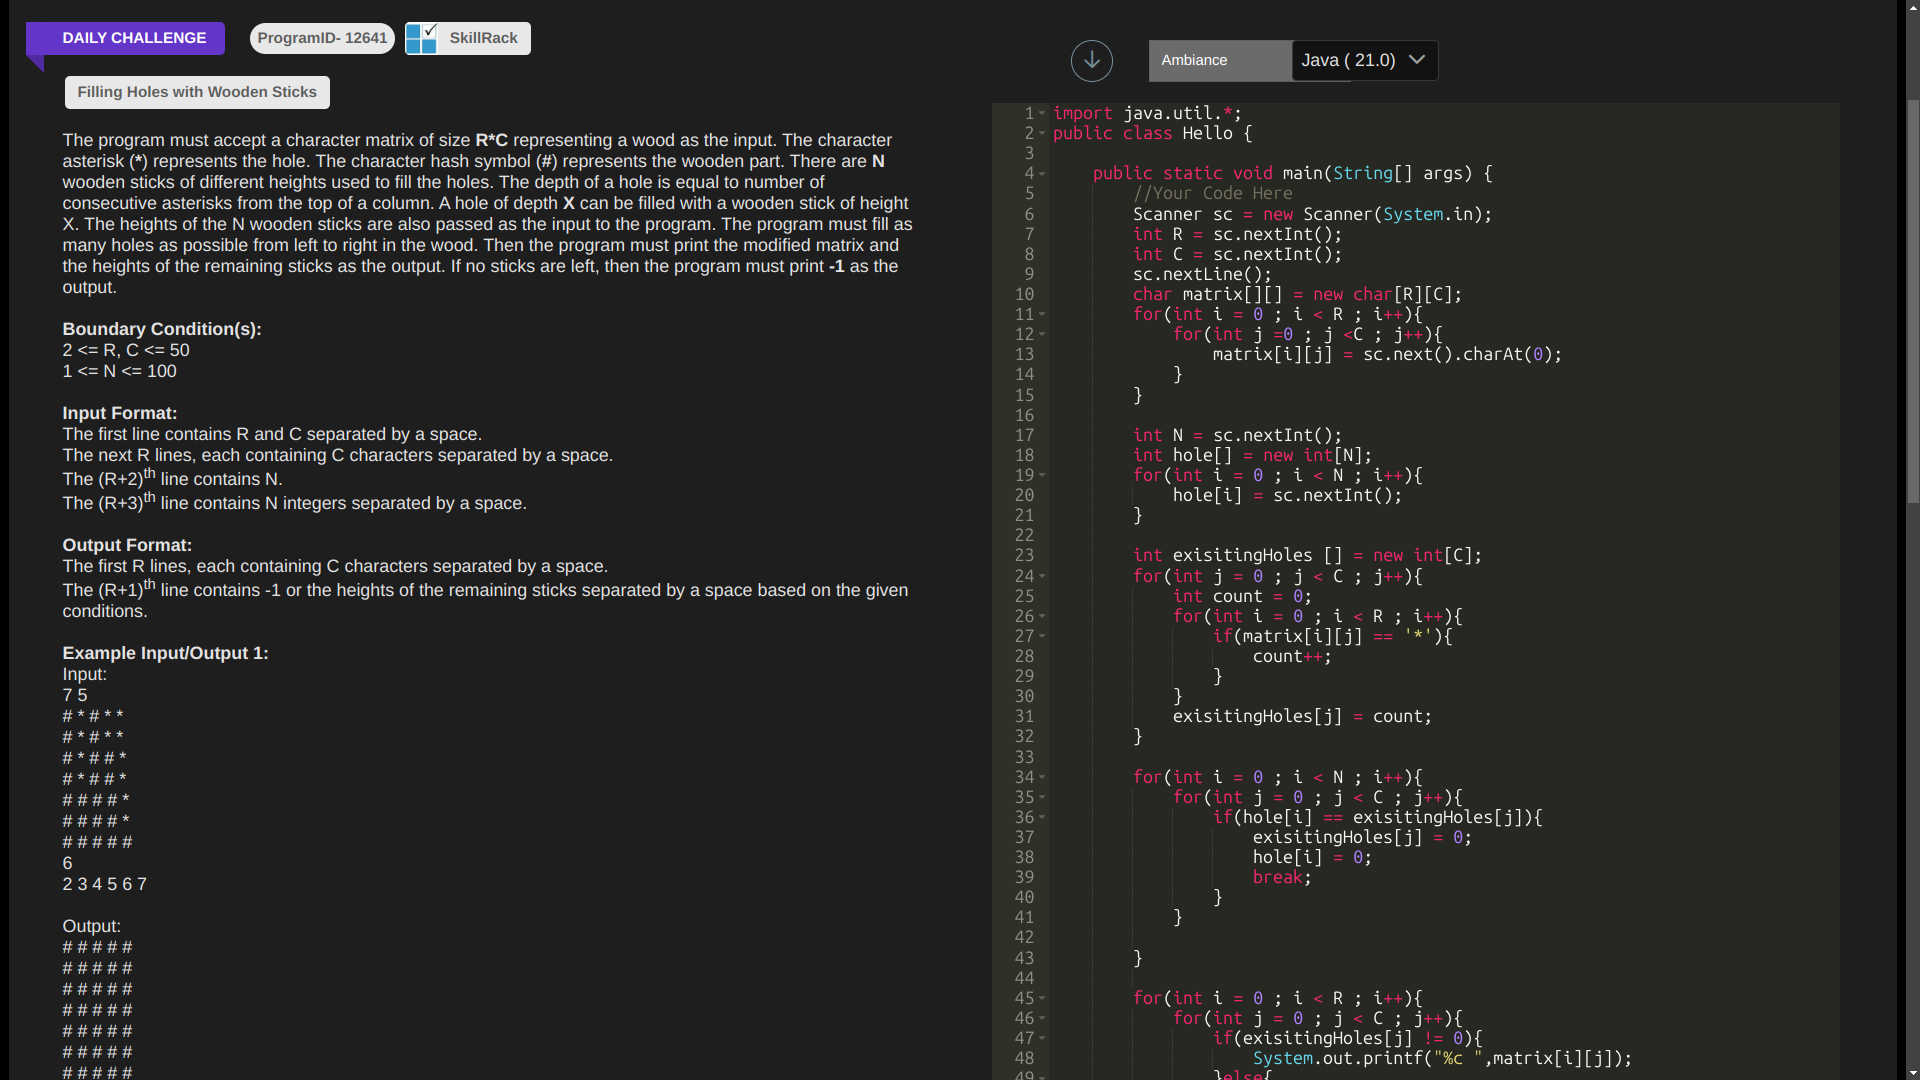 DAILY CHALLENGE
ProgramID- 12641
SkillRack
Filling Holes with Wooden Sticks
The program must accept a character matrix of size R*C representing a wood as the input. The character
asterisk (*) represents the hole. The character hash symbol (#) represents the wooden part. There are N
wooden sticks of different heights used to fill the holes. The depth of a hole is equal to number of
consecutive asterisks from the top of a column. A hole of depth X can be filled with a wooden stick of height
X. The heights of the N wooden sticks are also passed as the input to the program. The program must fill as
many holes as possible from left to right in the wood. Then the program must print the modified matrix and
the heights of the remaining sticks as the output. If no sticks are left, then the program must print -1 as the
output.
Boundary Condition(s):
2 <= R, C <= 50
1 <= N <= 100
Input Format:
The first line contains R and C separated by a space.
The next R lines, each containing C characters separated by a space.
The (R+2)th line contains N.
The (R+3)th line contains N integers separated by a space.
Output Format:
The first R lines, each containing C characters separated by a space.
The (R+1)th line contains -1 or the heights of the remaining sticks separated by a space based on the given
conditions.
Example Input/Output 1:
Input:
7 5
# * # * *
# * # * *
# * # # *
# * # # *
# # # # *
# # # # *
# # # # #
6
2 3 4 5 6 7
Output:
# # # # #
# # # # #
# # # # #
# # # # #
# # # # #
# # # # #
# # # # #
Ambiance
Java ( 21.0)
1 import java.util.*;
2 public class Hello {
3
4 public static void main(String[] args) {
5 //Your Code Here
6 Scanner sc = new Scanner(System.in);
7 int R = sc.nextInt();
8 int C = sc.nextInt();
9 sc.nextLine();
10 char matrix[][] = new char[R][C];
11 for(int i = 0 ; i < R ; i++){
12 for(int j =0 ; j <C ; j++){
13 matrix[i][j] = sc.next().charAt(0);
14 }
15 }
16
17 int N = sc.nextInt();
18 int hole[] = new int[N];
19 for(int i = 0 ; i < N ; i++){
20 hole[i] = sc.nextInt();
21 }
22
23 int exisitingHoles [] = new int[C];
24 for(int j = 0 ; j < C ; j++){
25 int count = 0;
26 for(int i = 0 ; i < R ; i++){
27 if(matrix[i][j] == '*'){
28 count++;
29 }
30 }
31 exisitingHoles[j] = count;
32 }
33
34 for(int i = 0 ; i < N ; i++){
35 for(int j = 0 ; j < C ; j++){
36 if(hole[i] == exisitingHoles[j]){
37 exisitingHoles[j] = 0;
38 hole[i] = 0;
39 break;
40 }
41 }
42
43 }
44
45 for(int i = 0 ; i < R ; i++){
46 for(int j = 0 ; j < C ; j++){
47 if(exisitingHoles[j] != 0){
48 System.out.printf("%c ",matrix[i][j]);
49 }else{